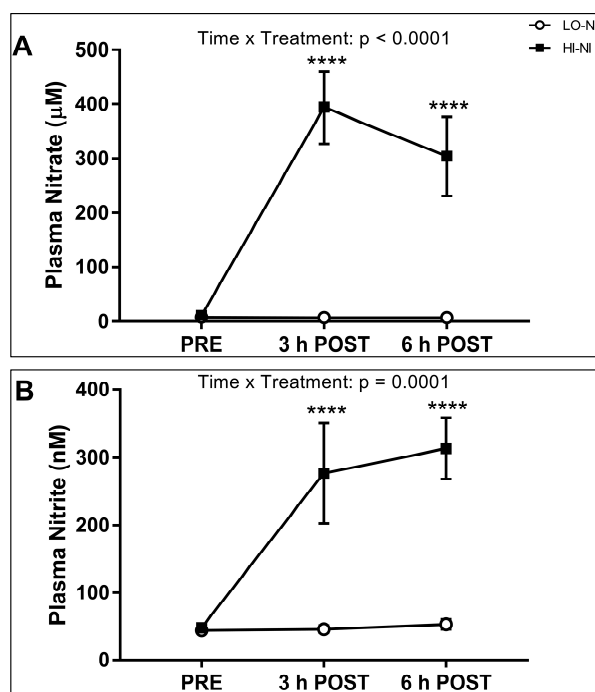 LO-N
HI-NI
A
Time x Treatment: p < 0.0001
500
400
300
200
100
0
Plasma Nitrate (μM)
****
****
PRE
3 h POST
6 h POST
B
Time x Treatment: p = 0.0001
400
300
200
100
0
Plasma Nitrite (nM)
****
****
PRE
3 h POST
6 h POST